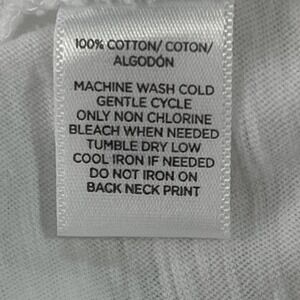 100% COTTON/ COTON/
ALGODÓN
MACHINE WASH COLD
GENTLE CYCLE
ONLY NON CHLORINE
BLEACH WHEN NEEDED
TUMBLE DRY LOW
COOL IRON IF NEEDED
DO NOT IRON ON
BACK NECK PRINT